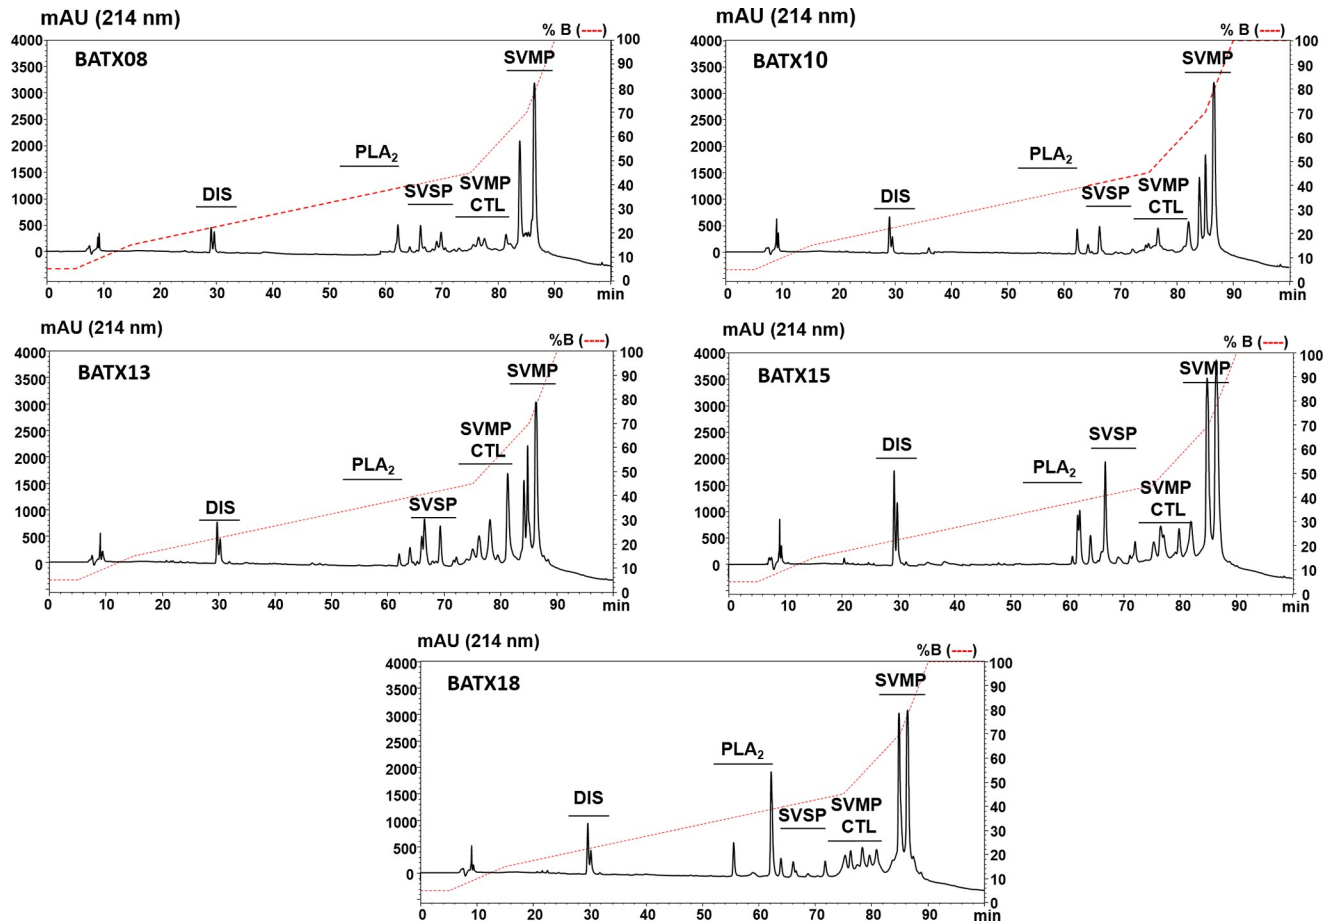 mAU (214 nm)
% B (----)
BATX08
4000
3500
3000
2500
2000
1500
1000
500
0
100
90
80
70
60
50
40
30
20
10
0
DIS
PLA₂
SVSP
SVMP
CTL
SVMP
0 10 20 30 40 50 60 70 80 90 min
mAU (214 nm)
% B (----)
BATX10
4000
3500
3000
2500
2000
1500
1000
500
0
100
90
80
70
60
50
40
30
20
10
0
DIS
PLA₂
SVSP
SVMP
CTL
SVMP
0 10 20 30 40 50 60 70 80 90 min
mAU (214 nm)
%B (----)
BATX13
4000
3500
3000
2500
2000
1500
1000
500
0
100
90
80
70
60
50
40
30
20
10
0
DIS
PLA₂
SVSP
SVMP
CTL
SVMP
0 10 20 30 40 50 60 70 80 90 min
mAU (214 nm)
% B (----)
BATX15
4000
3500
3000
2500
2000
1500
1000
500
0
100
90
80
70
60
50
40
30
20
10
0
DIS
PLA₂
SVSP
SVMP
CTL
SVMP
0 10 20 30 40 50 60 70 80 90 min
mAU (214 nm)
%B (----)
BATX18
4000
3500
3000
2500
2000
1500
1000
500
0
100
90
80
70
60
50
40
30
20
10
0
DIS
PLA₂
SVSP
SVMP
CTL
SVMP
0 10 20 30 40 50 60 70 80 90 min